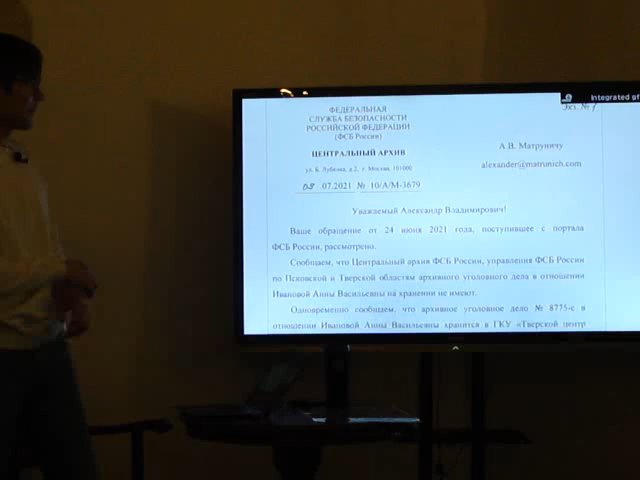 Integrated
Экз. № 1
ФЕДЕРАЛЬНАЯ
СЛУЖБА БЕЗОПАСНОСТИ
РОССИЙСКОЙ ФЕДЕРАЦИИ
(ФСБ России)
ЦЕНТРАЛЬНЫЙ АРХИВ
ул. Б. Лубянка, д.2, г. Москва, 101000
07.2021 № 10/А/М-3679
А.В. Матруничу
alexander@matrunich.com
Уважаемый Александр Владимирович!
Ваше обращение от 24 июня 2021 года, поступившее с портала
ФСБ России, рассмотрено.
Сообщаем, что Центральный архив ФСБ России, управления ФСБ России
по Псковской и Тверской областям архивного уголовного дела в отношении
Ивановой Анны Васильевны на хранении не имеют.
Одновременно сообщаем, что архивное уголовное дело № 8775-с в
отношении Ивановой Анны Васильевны хранится в ГКУ «Тверской центр